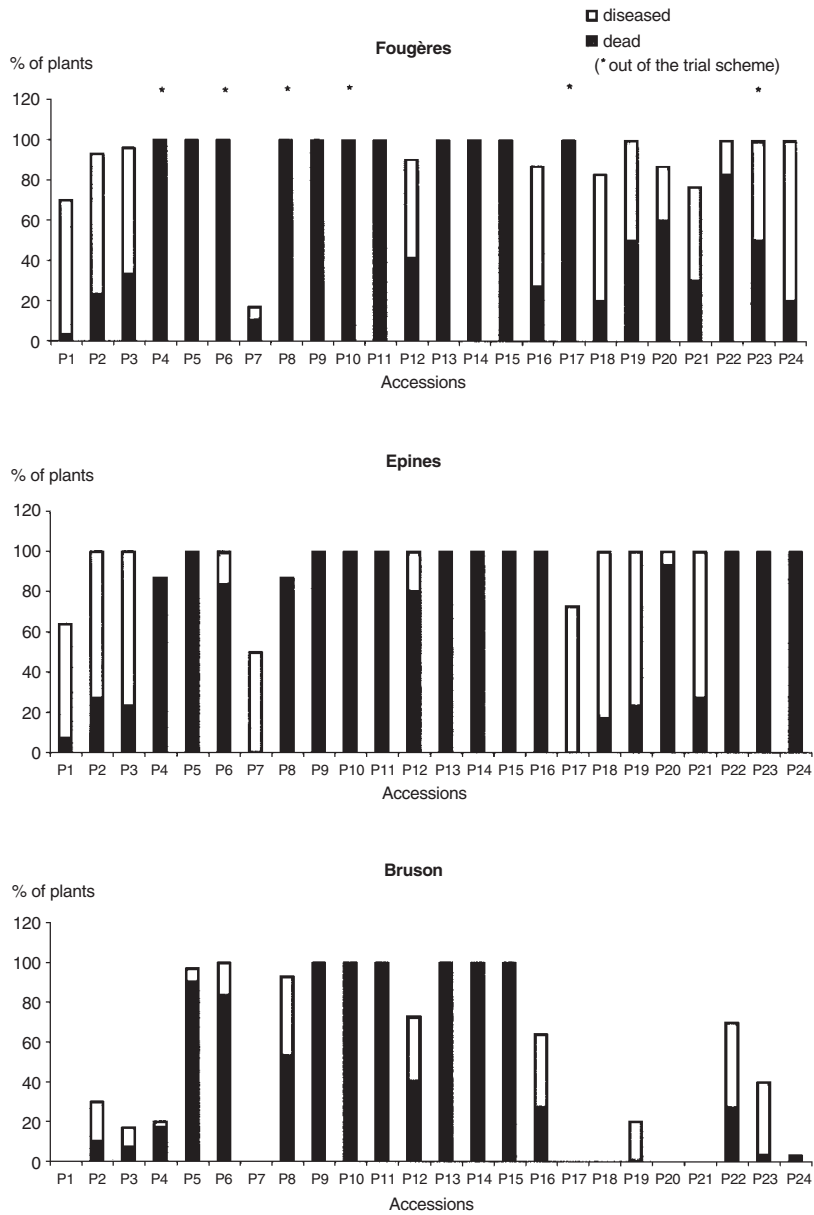 diseased
Fougères
dead
% of plants
(* out of the trial scheme)
* * * * * *
120
100
80
60
40
20
0
P1 P2 P3 P4 P5 P6 P7 P8 P9 P10 P11 P12 P13 P14 P15 P16 P17 P18 P19 P20 P21 P22 P23 P24
Accessions
Epines
% of plants
120
100
80
60
40
20
0
P1 P2 P3 P4 P5 P6 P7 P8 P9 P10 P11 P12 P13 P14 P15 P16 P17 P18 P19 P20 P21 P22 P23 P24
Accessions
Bruson
% of plants
120
100
80
60
40
20
0
P1 P2 P3 P4 P5 P6 P7 P8 P9 P10 P11 P12 P13 P14 P15 P16 P17 P18 P19 P20 P21 P22 P23 P24
Accessions